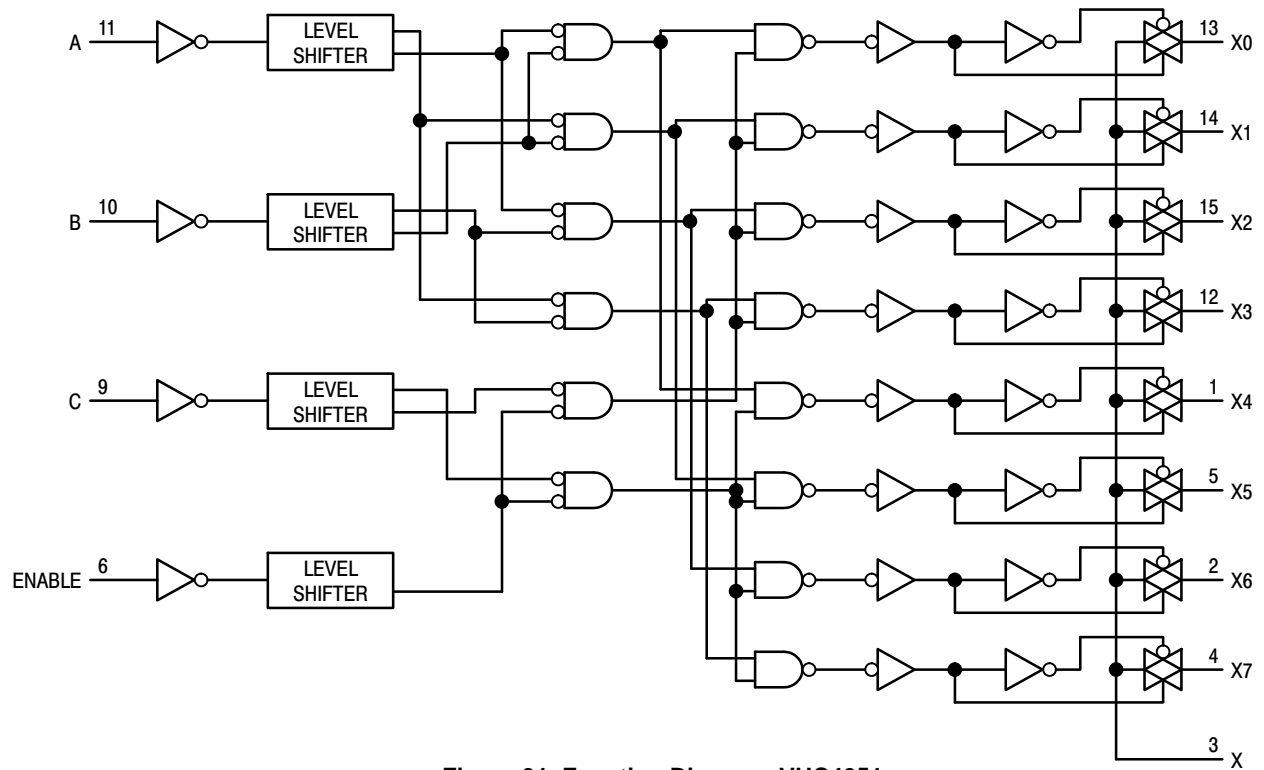 11
A
LEVEL
SHIFTER
13
X0
14
X1
10
B
LEVEL
SHIFTER
15
X2
12
X3
9
C
LEVEL
SHIFTER
1
X4
5
X5
6
ENABLE
LEVEL
SHIFTER
2
X6
4
X7
3
X